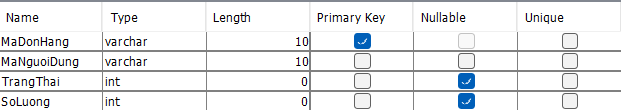 Name Type Length Primary Key Nullable Unique
MaDonHang varchar 10
MaNguoiDung varchar 10
TrangThai int 0
SoLuong int 0